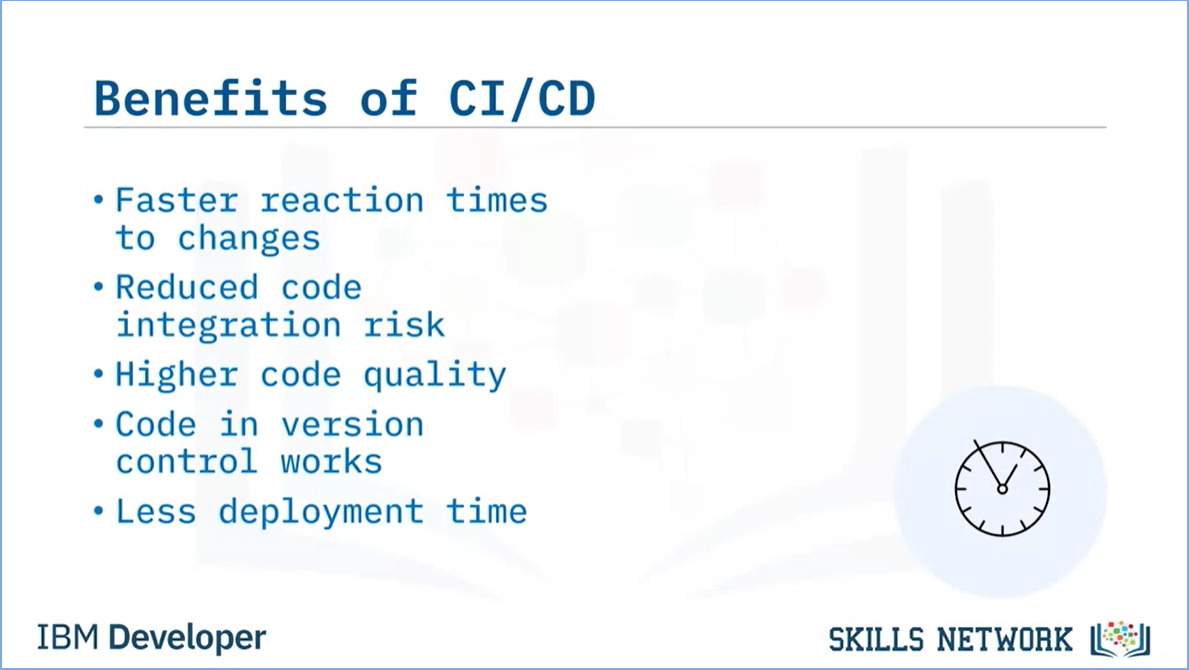 Benefits of CI/CD
• Faster reaction times
to changes
• Reduced code
integration risk
• Higher code quality
• Code in version
control works
• Less deployment time
IBM Developer
SKILLS NETWORK